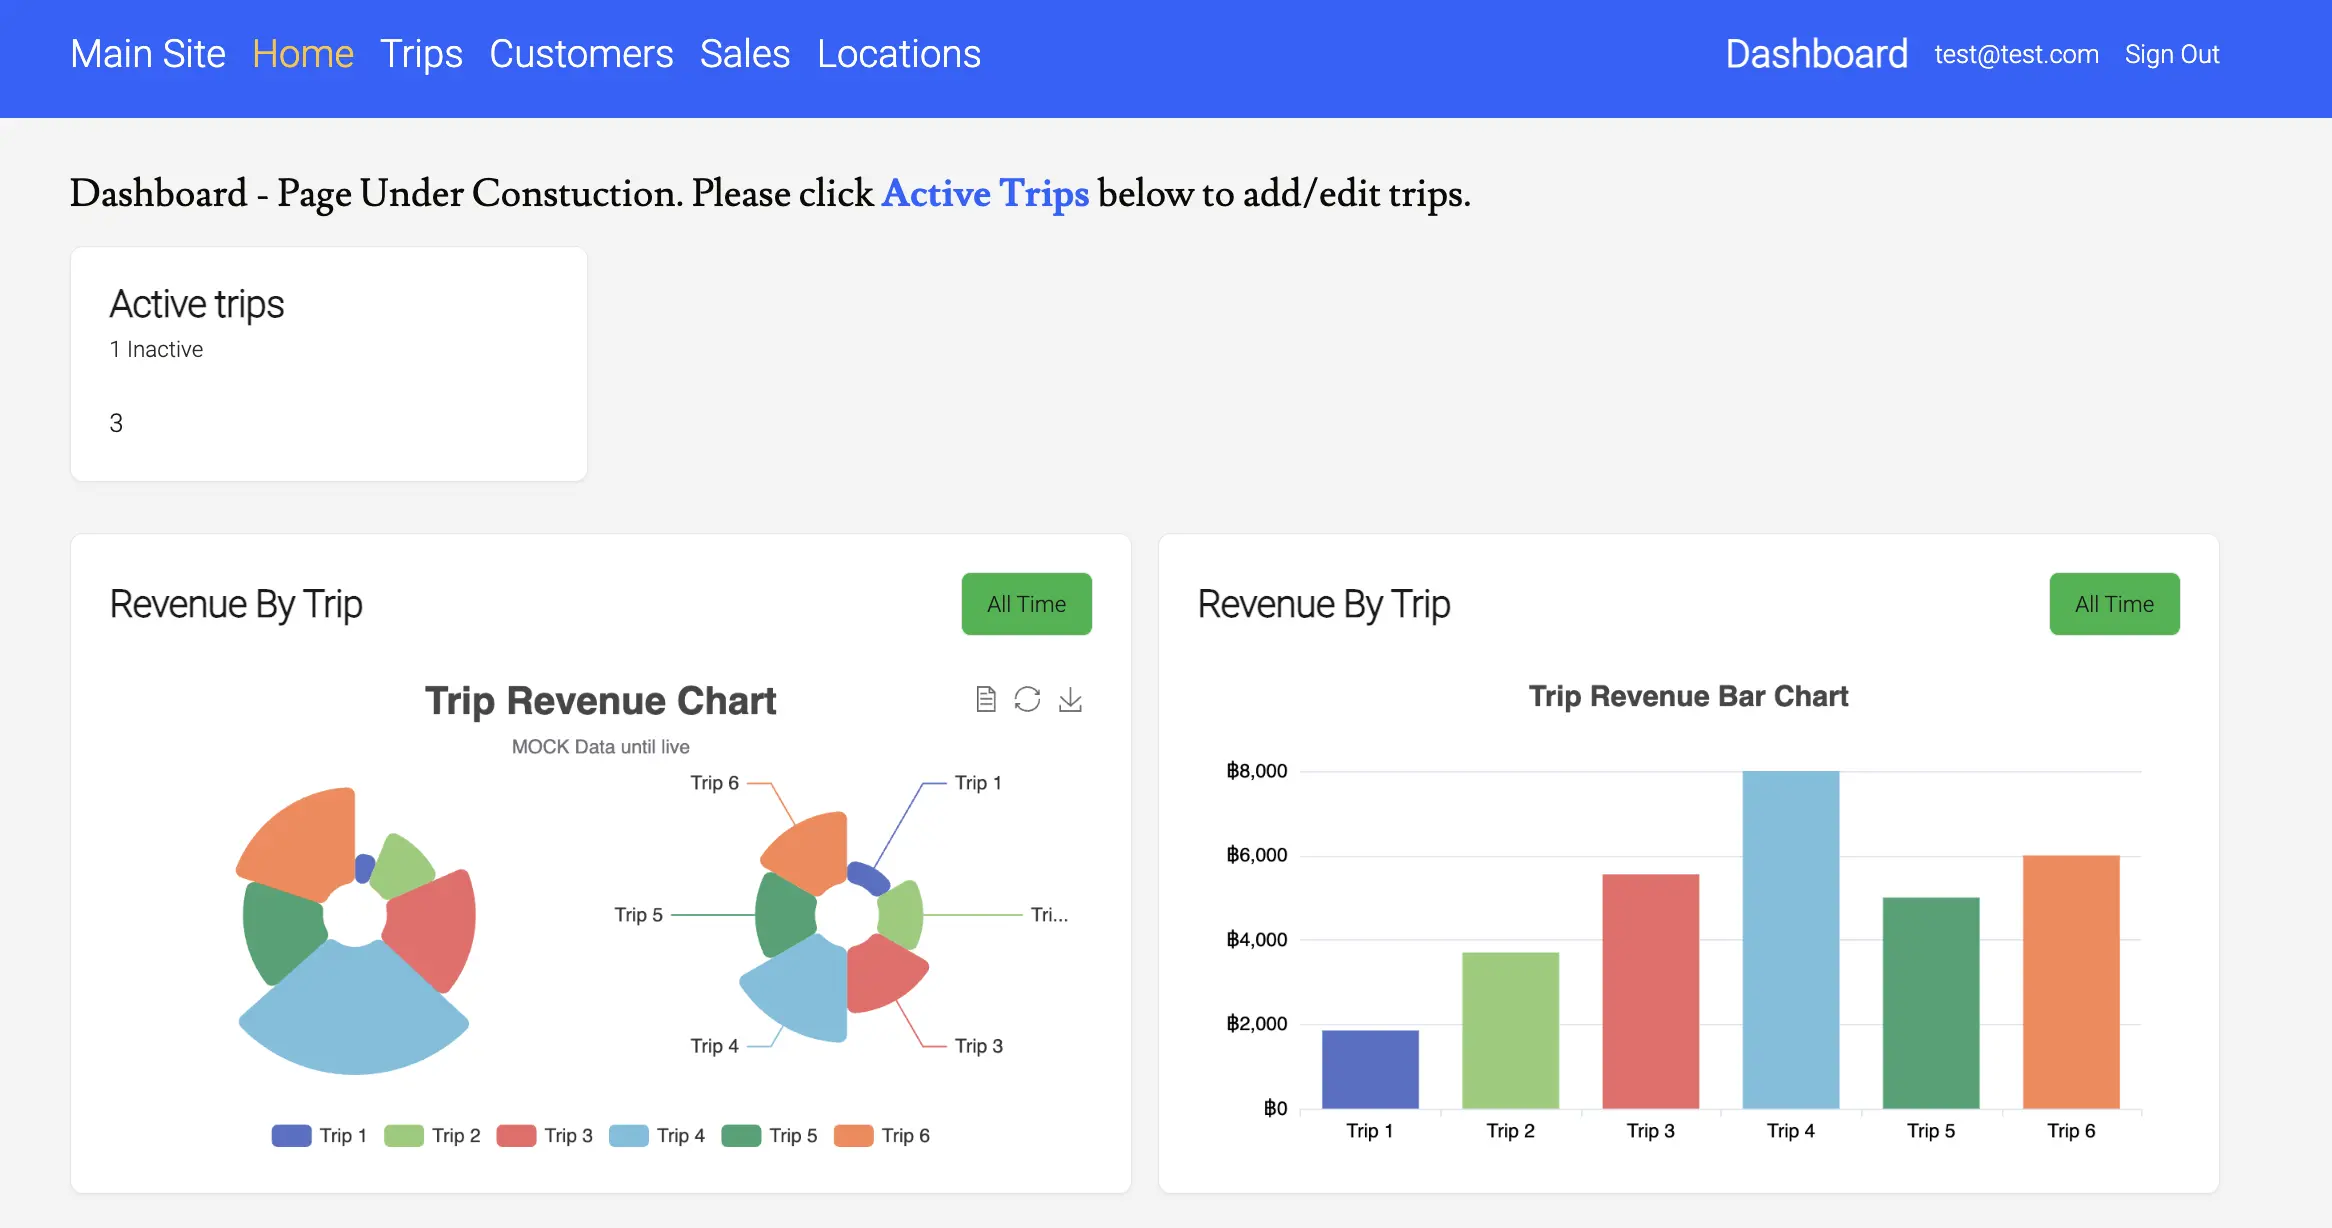 Main Site Home Trips Customers Sales Locations Dashboard test@test.com Sign Out
Dashboard - Page Under Constuction. Please click Active Trips below to add/edit trips.
Active trips
1 Inactive
3
Revenue By Trip
All Time
Trip Revenue Chart
MOCK Data until live
Trip 6
Trip 1
Trip 5
Tri...
Trip 4
Trip 3
Trip 1 Trip 2 Trip 3 Trip 4 Trip 5 Trip 6
Revenue By Trip
All Time
Trip Revenue Bar Chart
฿8,000
฿6,000
฿4,000
฿2,000
฿0
Trip 1 Trip 2 Trip 3 Trip 4 Trip 5 Trip 6